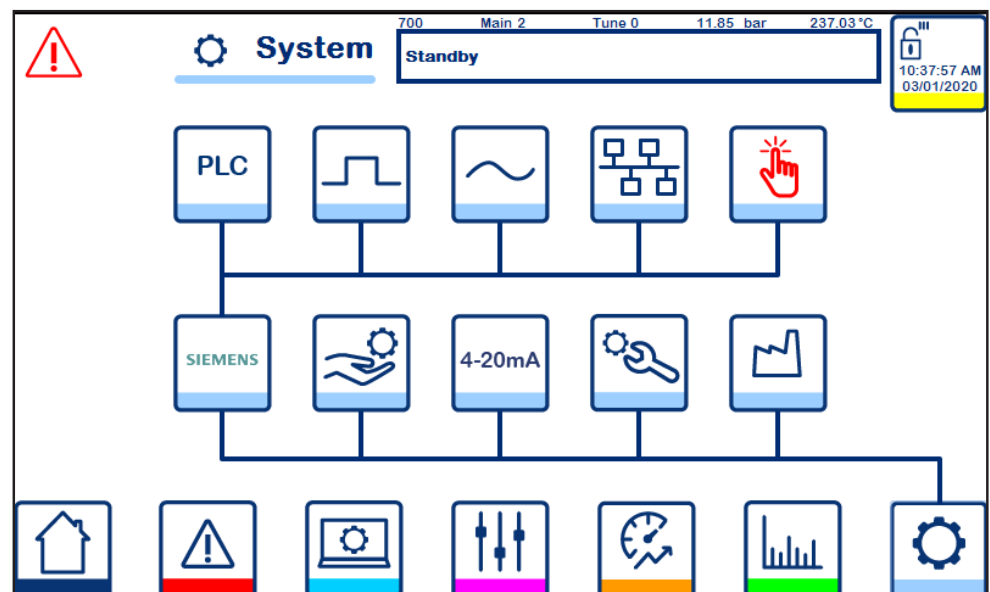 700 Main 2 Tune 0 11.85 bar 237.03 °C
System
Standby
10:37:57 AM
03/01/2020
PLC
SIEMENS
4-20mA